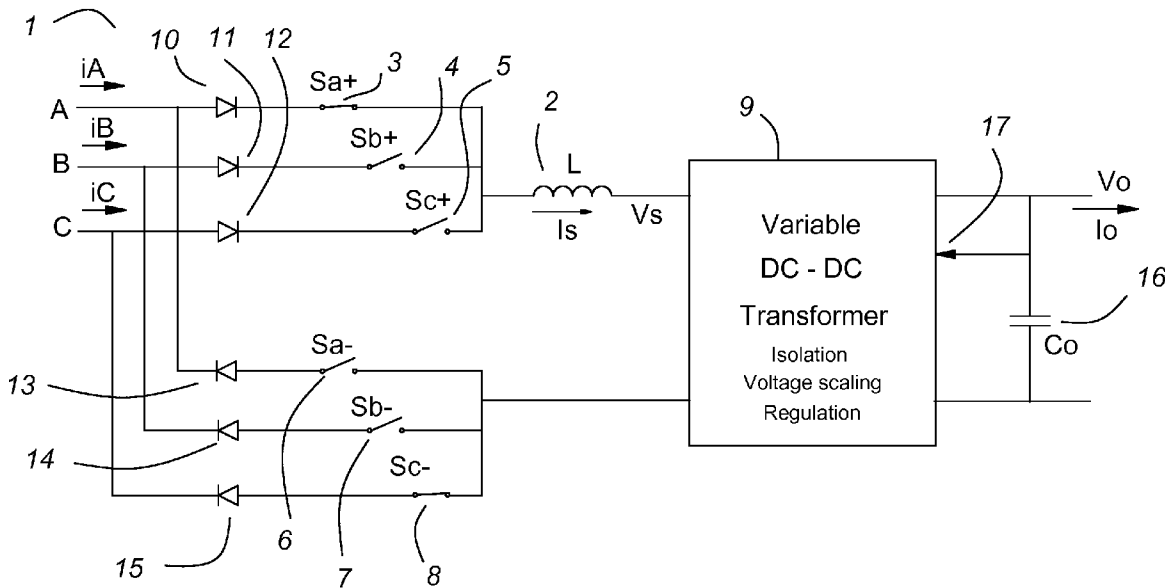 1
10
11
12
3
4
5
iA
Sa+
A
iB
Sb+
2
9
17
B
L
iC
Sc+
Vo
C
Is
Vs
Io
Variable
DC - DC
16
Transformer
Sa-
Co
Isolation
13
Voltage scaling
Sb-
Regulation
14
Sc-
15
6
7
8